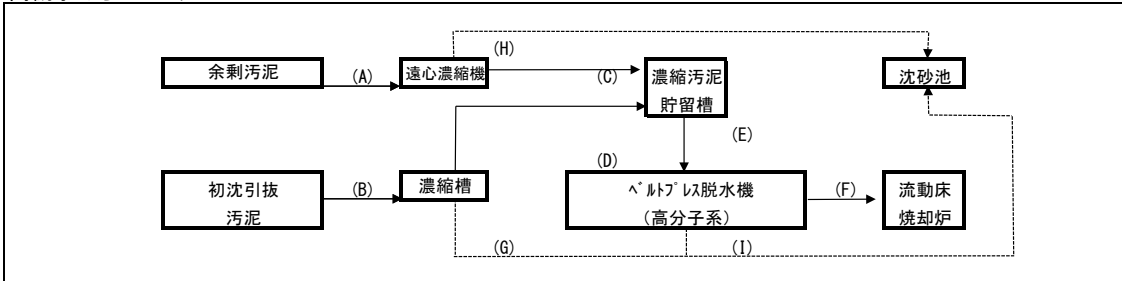 (H)
余剰汚泥
(A)
遠心濃縮機
(C)
濃縮汚泥
貯留槽
沈砂池
(E)
(D)
初沈引抜
汚泥
(B)
濃縮槽
ﾍﾞﾙﾄﾌﾟﾚｽ脱水機
(高分子系)
(F)
流動床
焼却炉
(G)
(I)